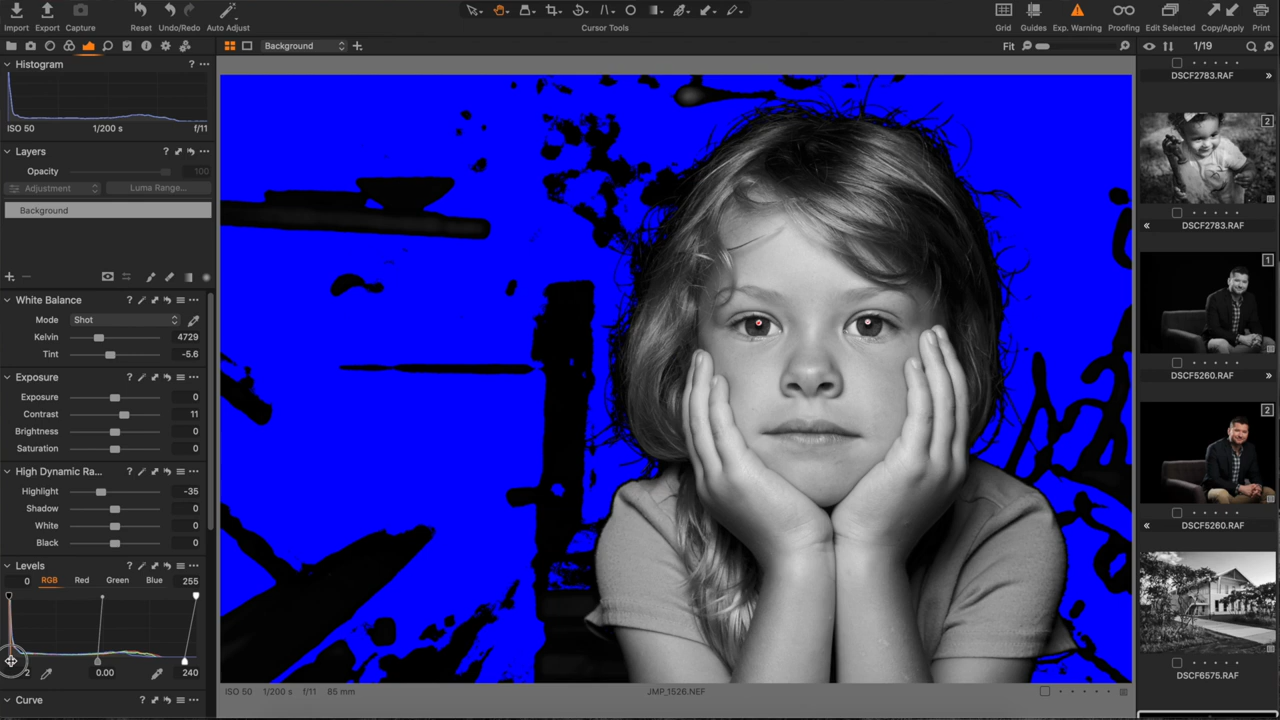 Import Export Capture Reset Undo/Redo Auto Adjust Cursor Tools Grid Guides Exp. Warning Proofing Edit Selected Copy/Apply Print
Background Fit 1/19
Histogram ?
ISO 50 1/200 s f/11
Layers ?
Opacity 100
Adjustment Luma Range...
Background
White Balance ?
Mode Shot
Kelvin 4729
Tint -5.6
Exposure ?
Exposure 0
Contrast 11
Brightness 0
Saturation 0
High Dynamic Ra... ?
Highlight -35
Shadow 0
White 0
Black 0
Levels ?
0 RGB Red Green Blue 255
2 0.00 240
Curve ?
ISO 50 1/200 s f/11 85 mm JMP_1526.NEF
DSCF2783.RAF
2
DSCF2783.RAF
1
DSCF5260.RAF
2
DSCF5260.RAF
DSCF6575.RAF